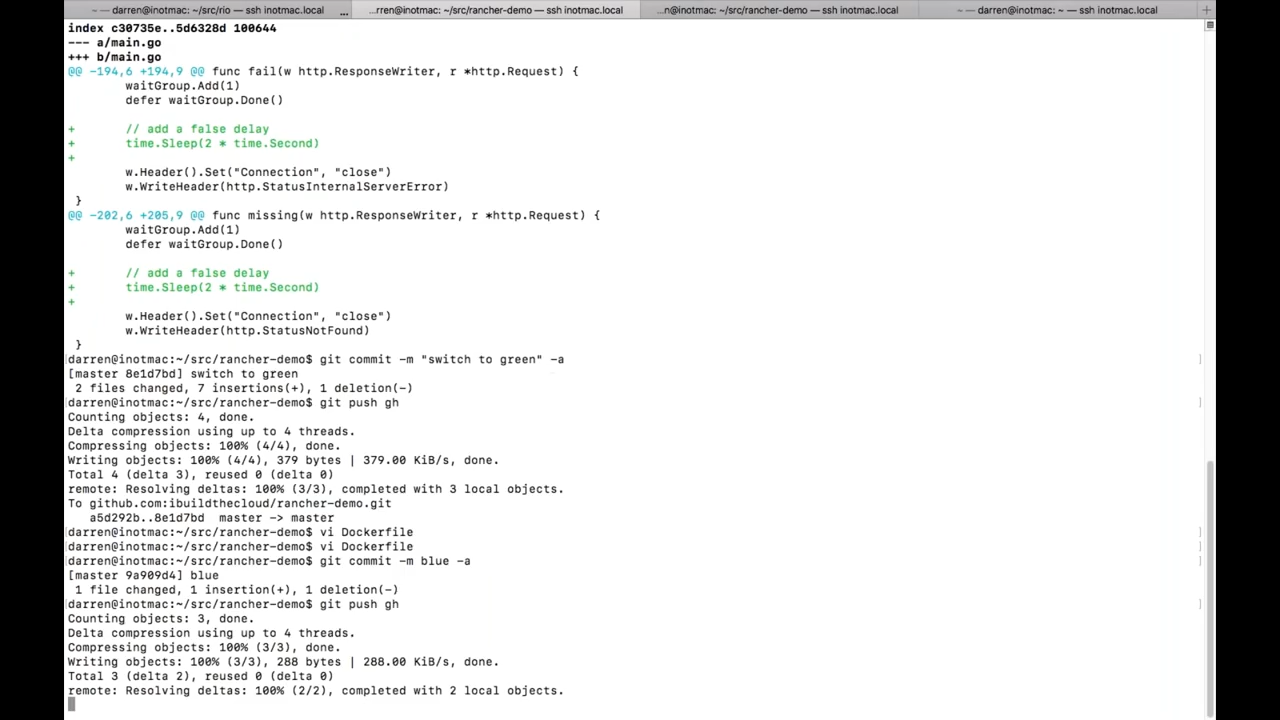 ~ — darren@inotmac: ~/src/rio — ssh inotmac.local ... ...rren@inotmac: ~/src/rancher-demo — ssh inotmac.local ...n@inotmac: ~/src/rancher-demo — ssh inotmac.local ~ — darren@inotmac: ~ — ssh inotmac.local +
index c30735e..5d6328d 100644
--- a/main.go
+++ b/main.go
@@ -194,6 +194,9 @@ func fail(w http.ResponseWriter, r *http.Request) {
        waitGroup.Add(1)
        defer waitGroup.Done()
+       // add a false delay
+       time.Sleep(2 * time.Second)
+
        w.Header().Set("Connection", "close")
        w.WriteHeader(http.StatusInternalServerError)
 }
@@ -202,6 +205,9 @@ func missing(w http.ResponseWriter, r *http.Request) {
        waitGroup.Add(1)
        defer waitGroup.Done()
+       // add a false delay
+       time.Sleep(2 * time.Second)
+
        w.Header().Set("Connection", "close")
        w.WriteHeader(http.StatusNotFound)
 }
[darren@inotmac:~/src/rancher-demo$ git commit -m "switch to green" -a ]
[master 8e1d7bd] switch to green
 2 files changed, 7 insertions(+), 1 deletion(-)
[darren@inotmac:~/src/rancher-demo$ git push gh ]
Counting objects: 4, done.
Delta compression using up to 4 threads.
Compressing objects: 100% (4/4), done.
Writing objects: 100% (4/4), 379 bytes | 379.00 KiB/s, done.
Total 4 (delta 3), reused 0 (delta 0)
remote: Resolving deltas: 100% (3/3), completed with 3 local objects.
To github.com:ibuildthecloud/rancher-demo.git
   a5d292b..8e1d7bd  master -> master
[darren@inotmac:~/src/rancher-demo$ vi Dockerfile ]
[darren@inotmac:~/src/rancher-demo$ vi Dockerfile ]
[darren@inotmac:~/src/rancher-demo$ git commit -m blue -a ]
[master 9a909d4] blue
 1 file changed, 1 insertion(+), 1 deletion(-)
[darren@inotmac:~/src/rancher-demo$ git push gh ]
Counting objects: 3, done.
Delta compression using up to 4 threads.
Compressing objects: 100% (3/3), done.
Writing objects: 100% (3/3), 288 bytes | 288.00 KiB/s, done.
Total 3 (delta 2), reused 0 (delta 0)
remote: Resolving deltas: 100% (2/2), completed with 2 local objects.